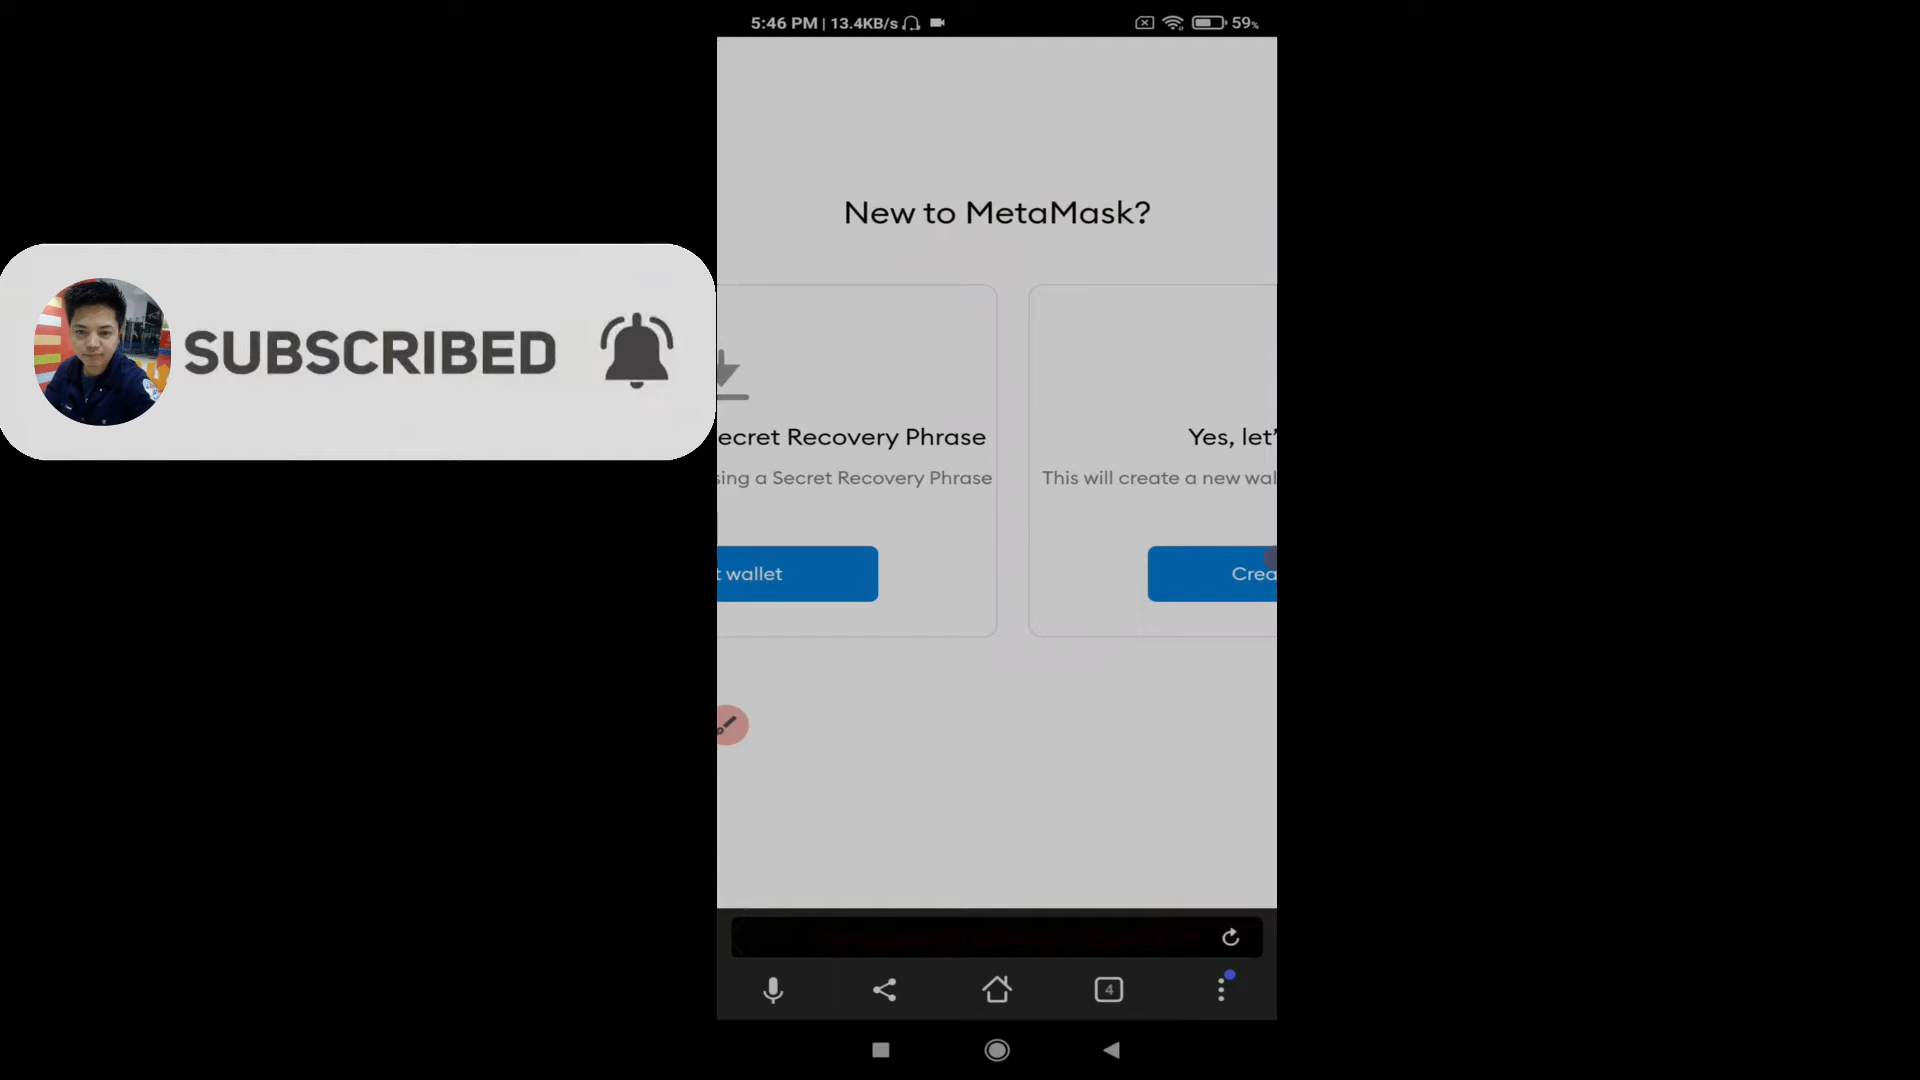 5:46 PM | 13.4KB/s
59%
New to MetaMask?
SUBSCRIBED
ecret Recovery Phrase
sing a Secret Recovery Phrase
t wallet
Yes, let'
This will create a new wal
Crea
4